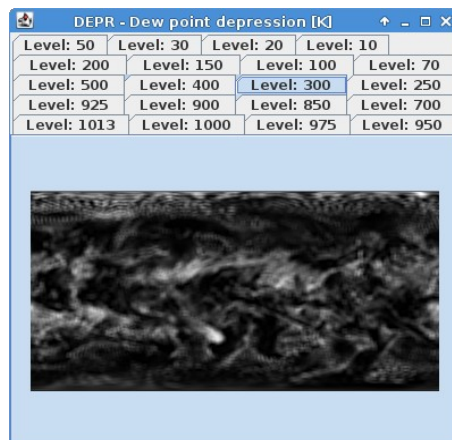 DEPR - Dew point depression [K]
Level: 50 Level: 30 Level: 20 Level: 10
Level: 200 Level: 150 Level: 100 Level: 70
Level: 500 Level: 400 Level: 300 Level: 250
Level: 925 Level: 900 Level: 850 Level: 700
Level: 1013 Level: 1000 Level: 975 Level: 950